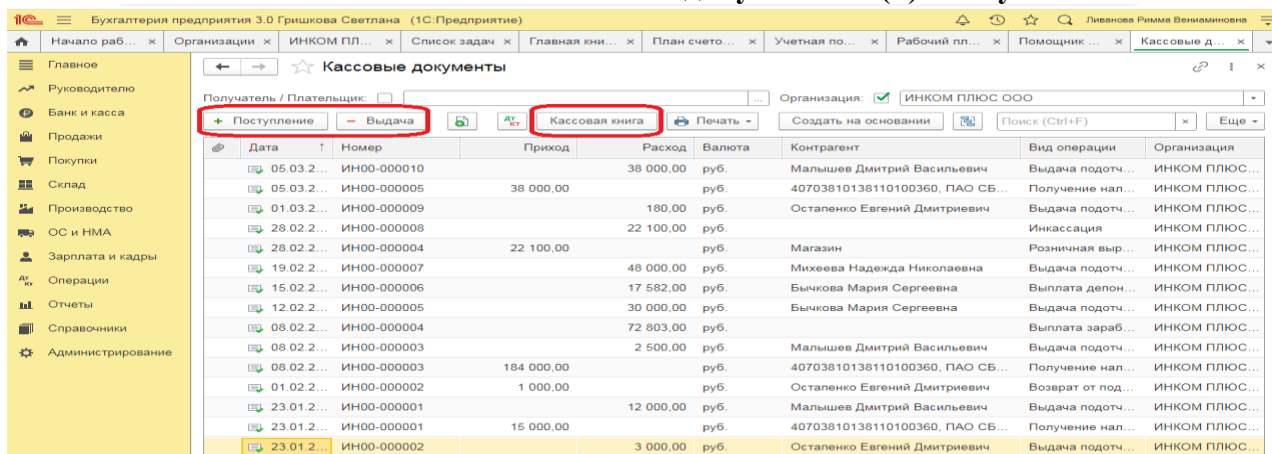 1С Бухгалтерия предприятия 3.0 Гришкова Светлана (1С:Предприятие) Ливанова Римма Вениаминовна
Начало раб... × Организации × ИНКОМ ПЛ... × Список задач × Главная кни... × План счето... × Учетная по... × Рабочий пл... × Помощник ... × Кассовые д... ×
Главное
Руководителю
Банк и касса
Продажи
Покупки
Склад
Производство
ОС и НМА
Зарплата и кадры
Операции
Отчеты
Справочники
Администрирование
Кассовые документы
Получатель / Плательщик: ... Организация: ИНКОМ ПЛЮС ООО
+ Поступление − Выдача Дт Кт Кассовая книга Печать Создать на основании Поиск (Ctrl+F) × Еще
Дата ↑ Номер Приход Расход Валюта Контрагент Вид операции Организация
05.03.2... ИН00-000010 38 000,00 руб. Малышев Дмитрий Васильевич Выдача подотч... ИНКОМ ПЛЮС...
05.03.2... ИН00-000005 38 000,00 руб. 40703810138110100360, ПАО СБ... Получение нал... ИНКОМ ПЛЮС...
01.03.2... ИН00-000009 180,00 руб. Остапенко Евгений Дмитриевич Выдача подотч... ИНКОМ ПЛЮС...
28.02.2... ИН00-000008 22 100,00 руб. Инкассация ИНКОМ ПЛЮС...
28.02.2... ИН00-000004 22 100,00 руб. Магазин Розничная выр... ИНКОМ ПЛЮС...
19.02.2... ИН00-000007 48 000,00 руб. Михеева Надежда Николаевна Выдача подотч... ИНКОМ ПЛЮС...
15.02.2... ИН00-000006 17 582,00 руб. Бычкова Мария Сергеевна Выплата депон... ИНКОМ ПЛЮС...
12.02.2... ИН00-000005 30 000,00 руб. Бычкова Мария Сергеевна Выдача подотч... ИНКОМ ПЛЮС...
08.02.2... ИН00-000004 72 803,00 руб. Выплата зараб... ИНКОМ ПЛЮС...
08.02.2... ИН00-000003 2 500,00 руб. Малышев Дмитрий Васильевич Выдача подотч... ИНКОМ ПЛЮС...
08.02.2... ИН00-000003 184 000,00 руб. 40703810138110100360, ПАО СБ... Получение нал... ИНКОМ ПЛЮС...
01.02.2... ИН00-000002 1 000,00 руб. Остапенко Евгений Дмитриевич Возврат от под... ИНКОМ ПЛЮС...
23.01.2... ИН00-000001 12 000,00 руб. Малышев Дмитрий Васильевич Выдача подотч... ИНКОМ ПЛЮС...
23.01.2... ИН00-000001 15 000,00 руб. 40703810138110100360, ПАО СБ... Получение нал... ИНКОМ ПЛЮС...
23.01.2... ИН00-000002 3 000,00 руб. Остапенко Евгений Дмитриевич Выдача подотч... ИНКОМ ПЛЮС...